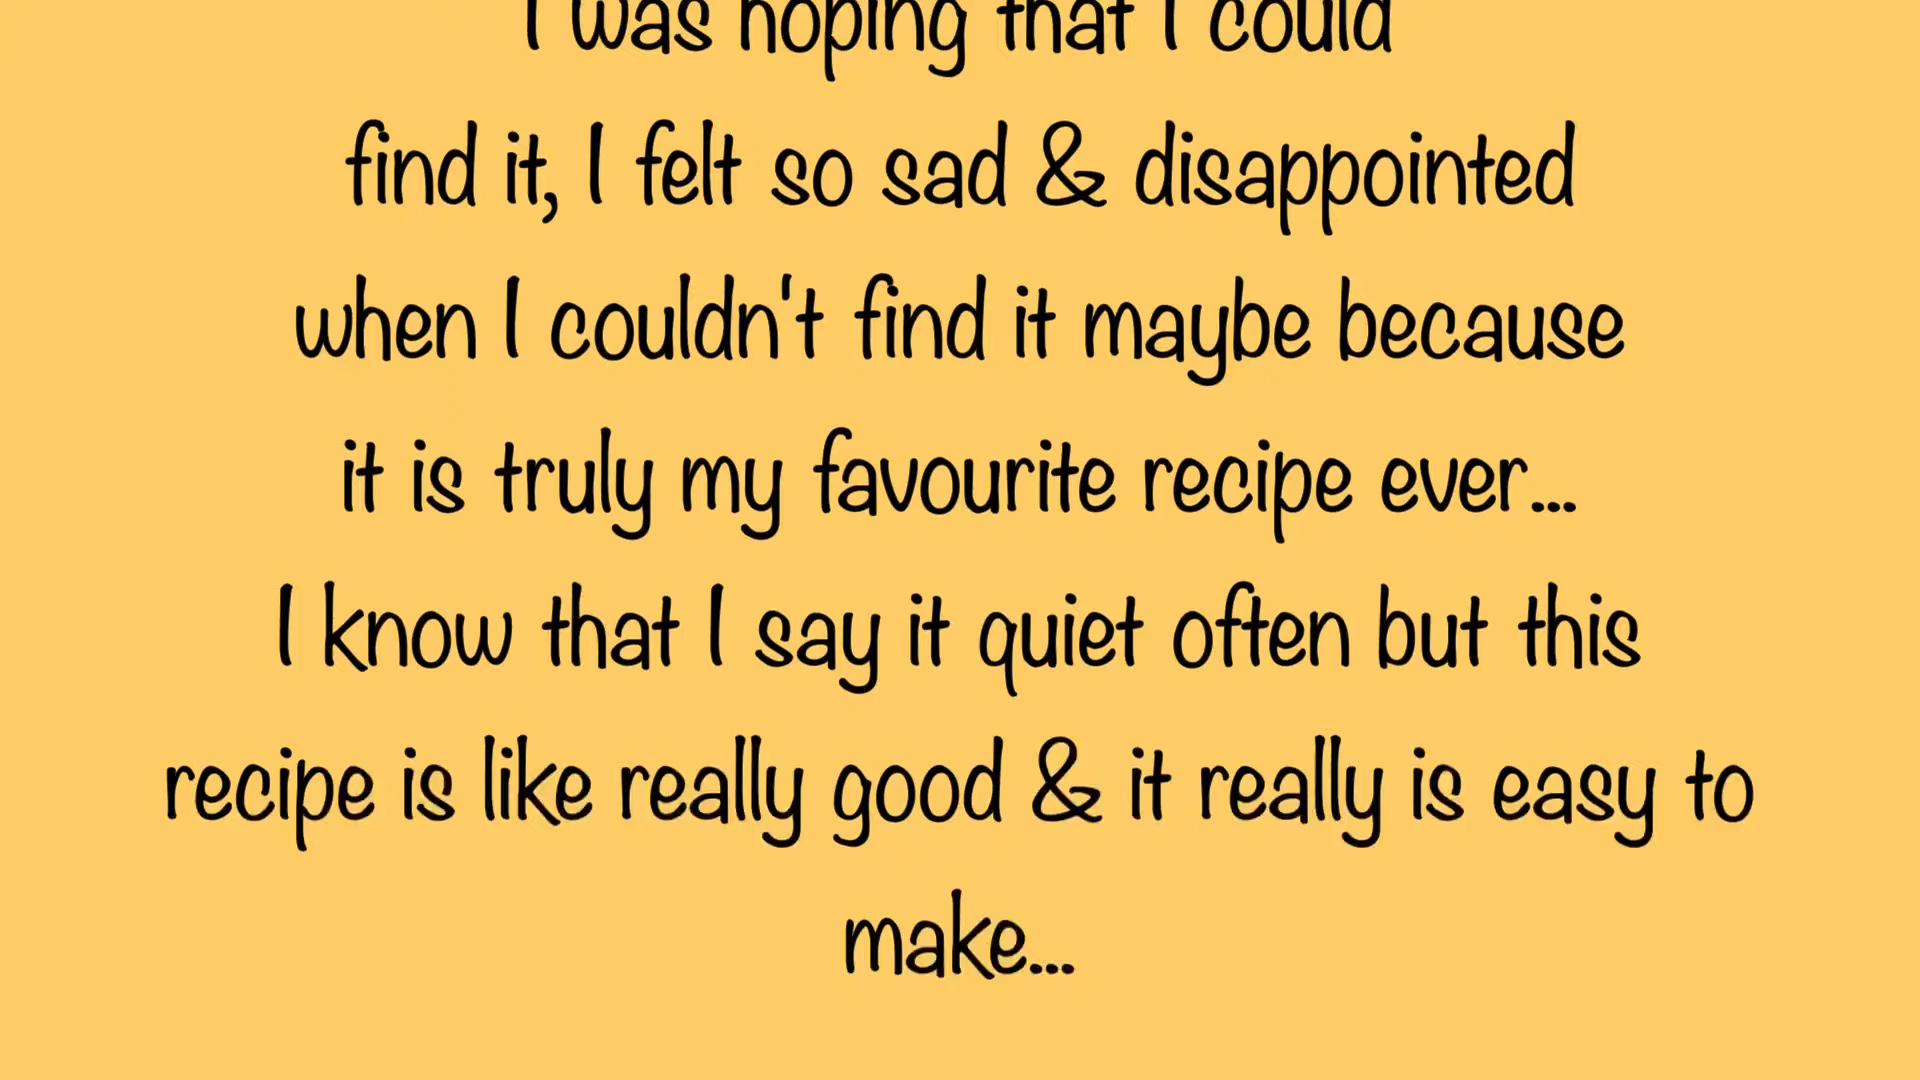 I was hoping that I could
find it, I felt so sad & disappointed
when I couldn't find it maybe because
it is truly my favourite recipe ever...
I know that I say it quiet often but this
recipe is like really good & it really is easy to
make...